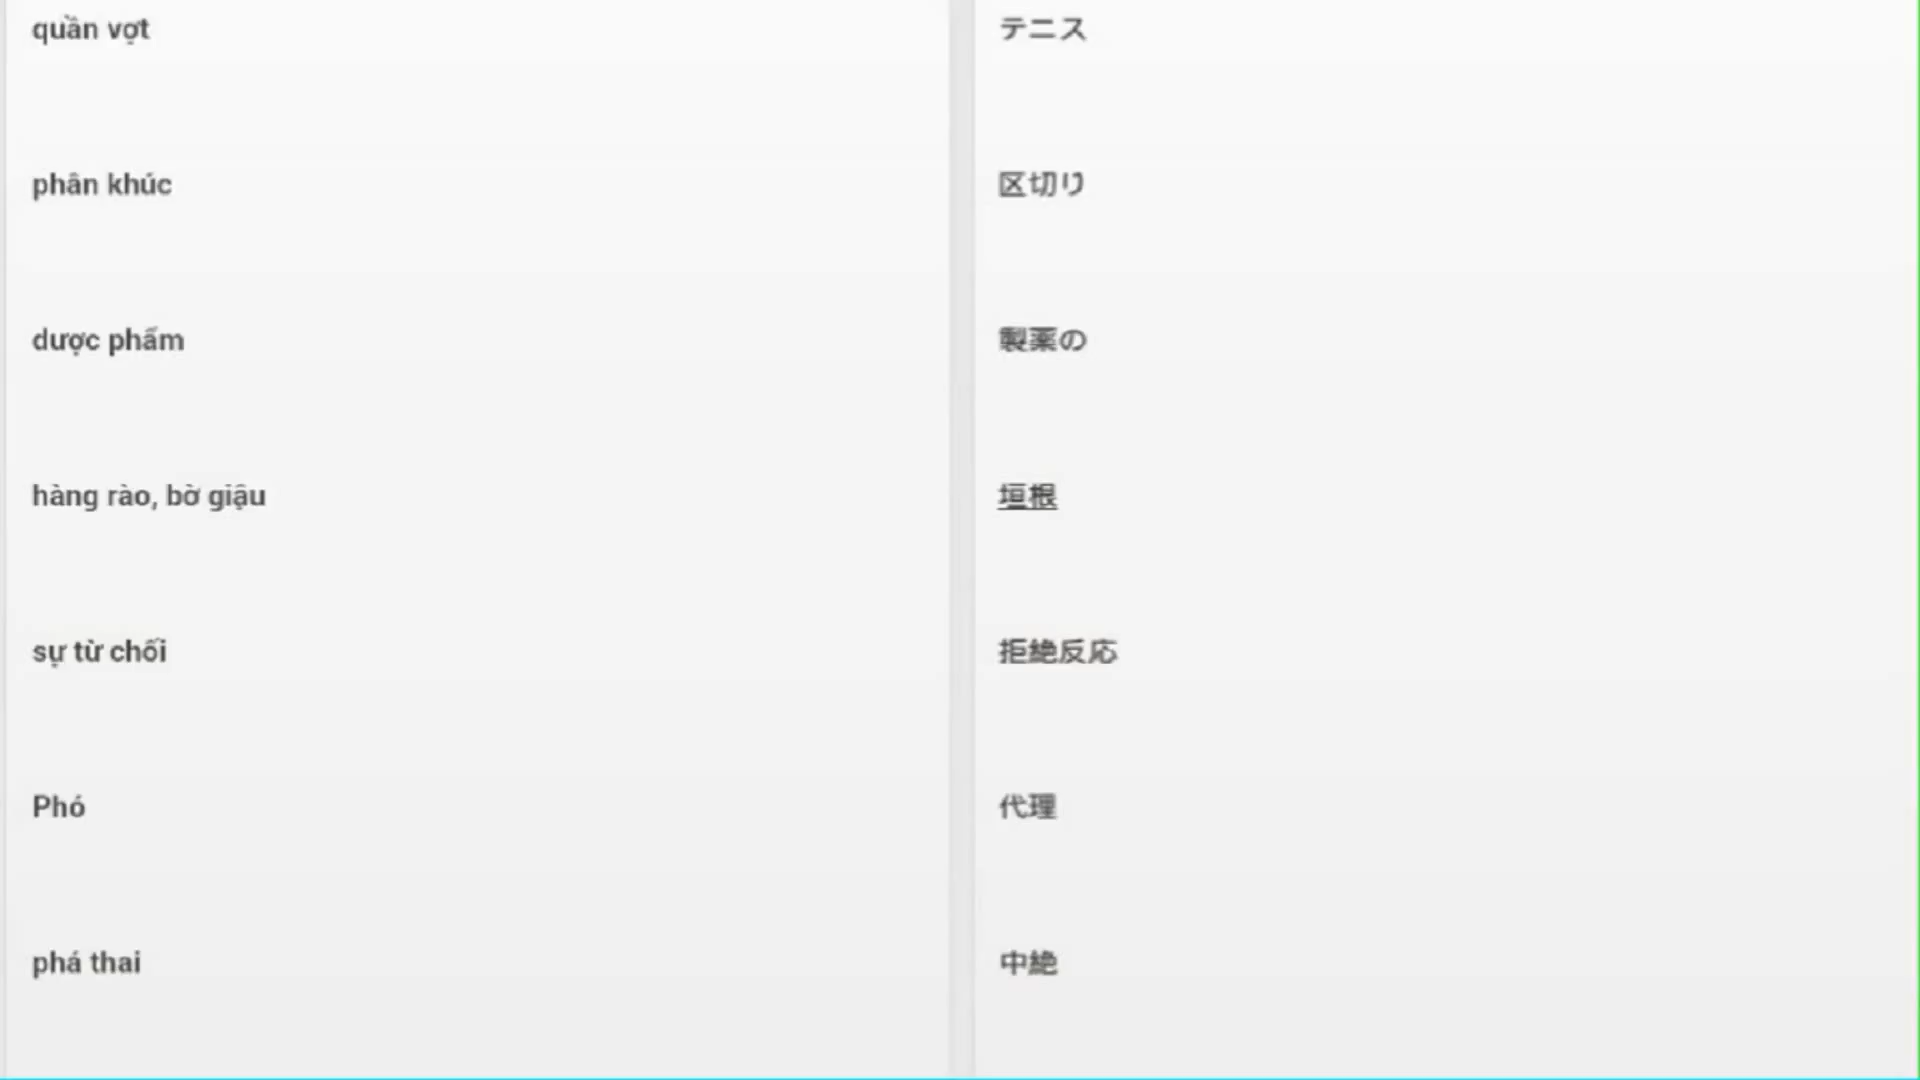 quần vợt テニス
phân khúc 区切り
dược phẩm 製薬の
hàng rào, bờ giậu 垣根
sự từ chối 拒絶反応
Phó 代理
phá thai 中絶